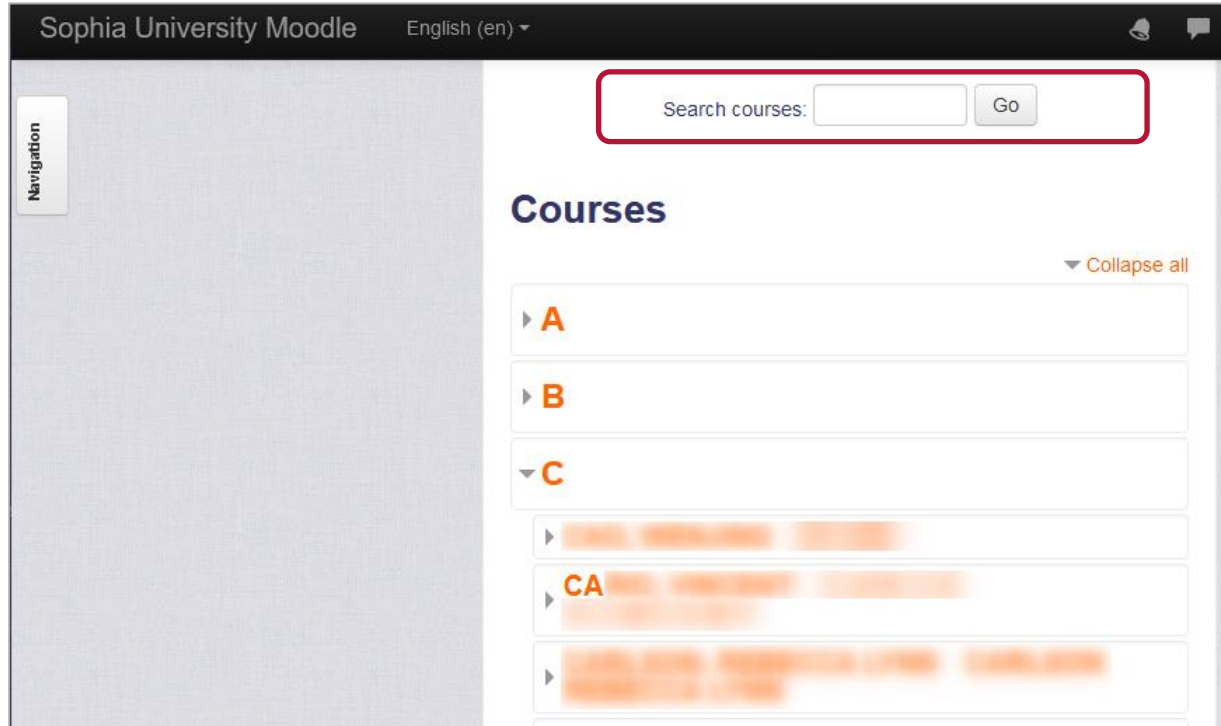 Sophia University Moodle English (en)
Navigation
Search courses: Go
Courses
Collapse all
A
B
C
CA